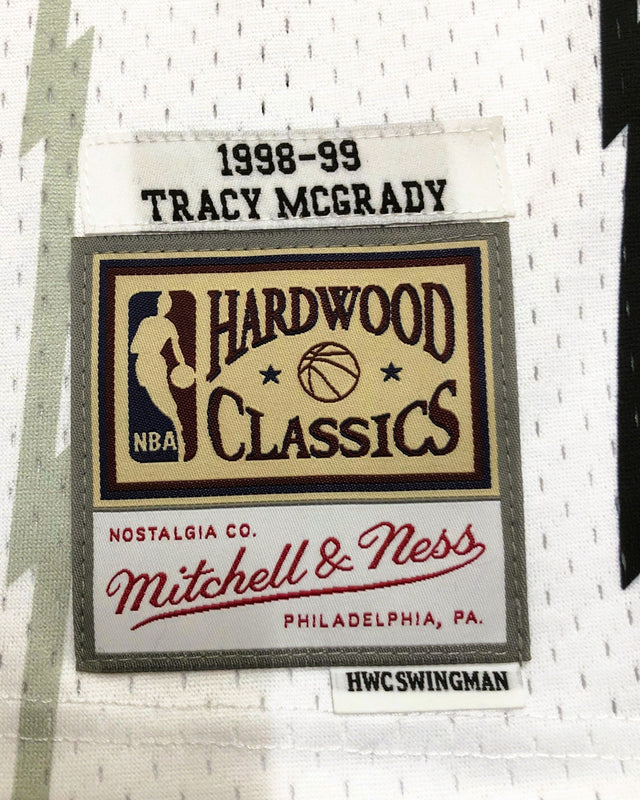 1998-99
TRACY MCGRADY
HARDWOOD
CLASSICS
NBA
NOSTALGIA CO.
Mitchell & Ness
PHILADELPHIA, PA.
HWC SWINGMAN